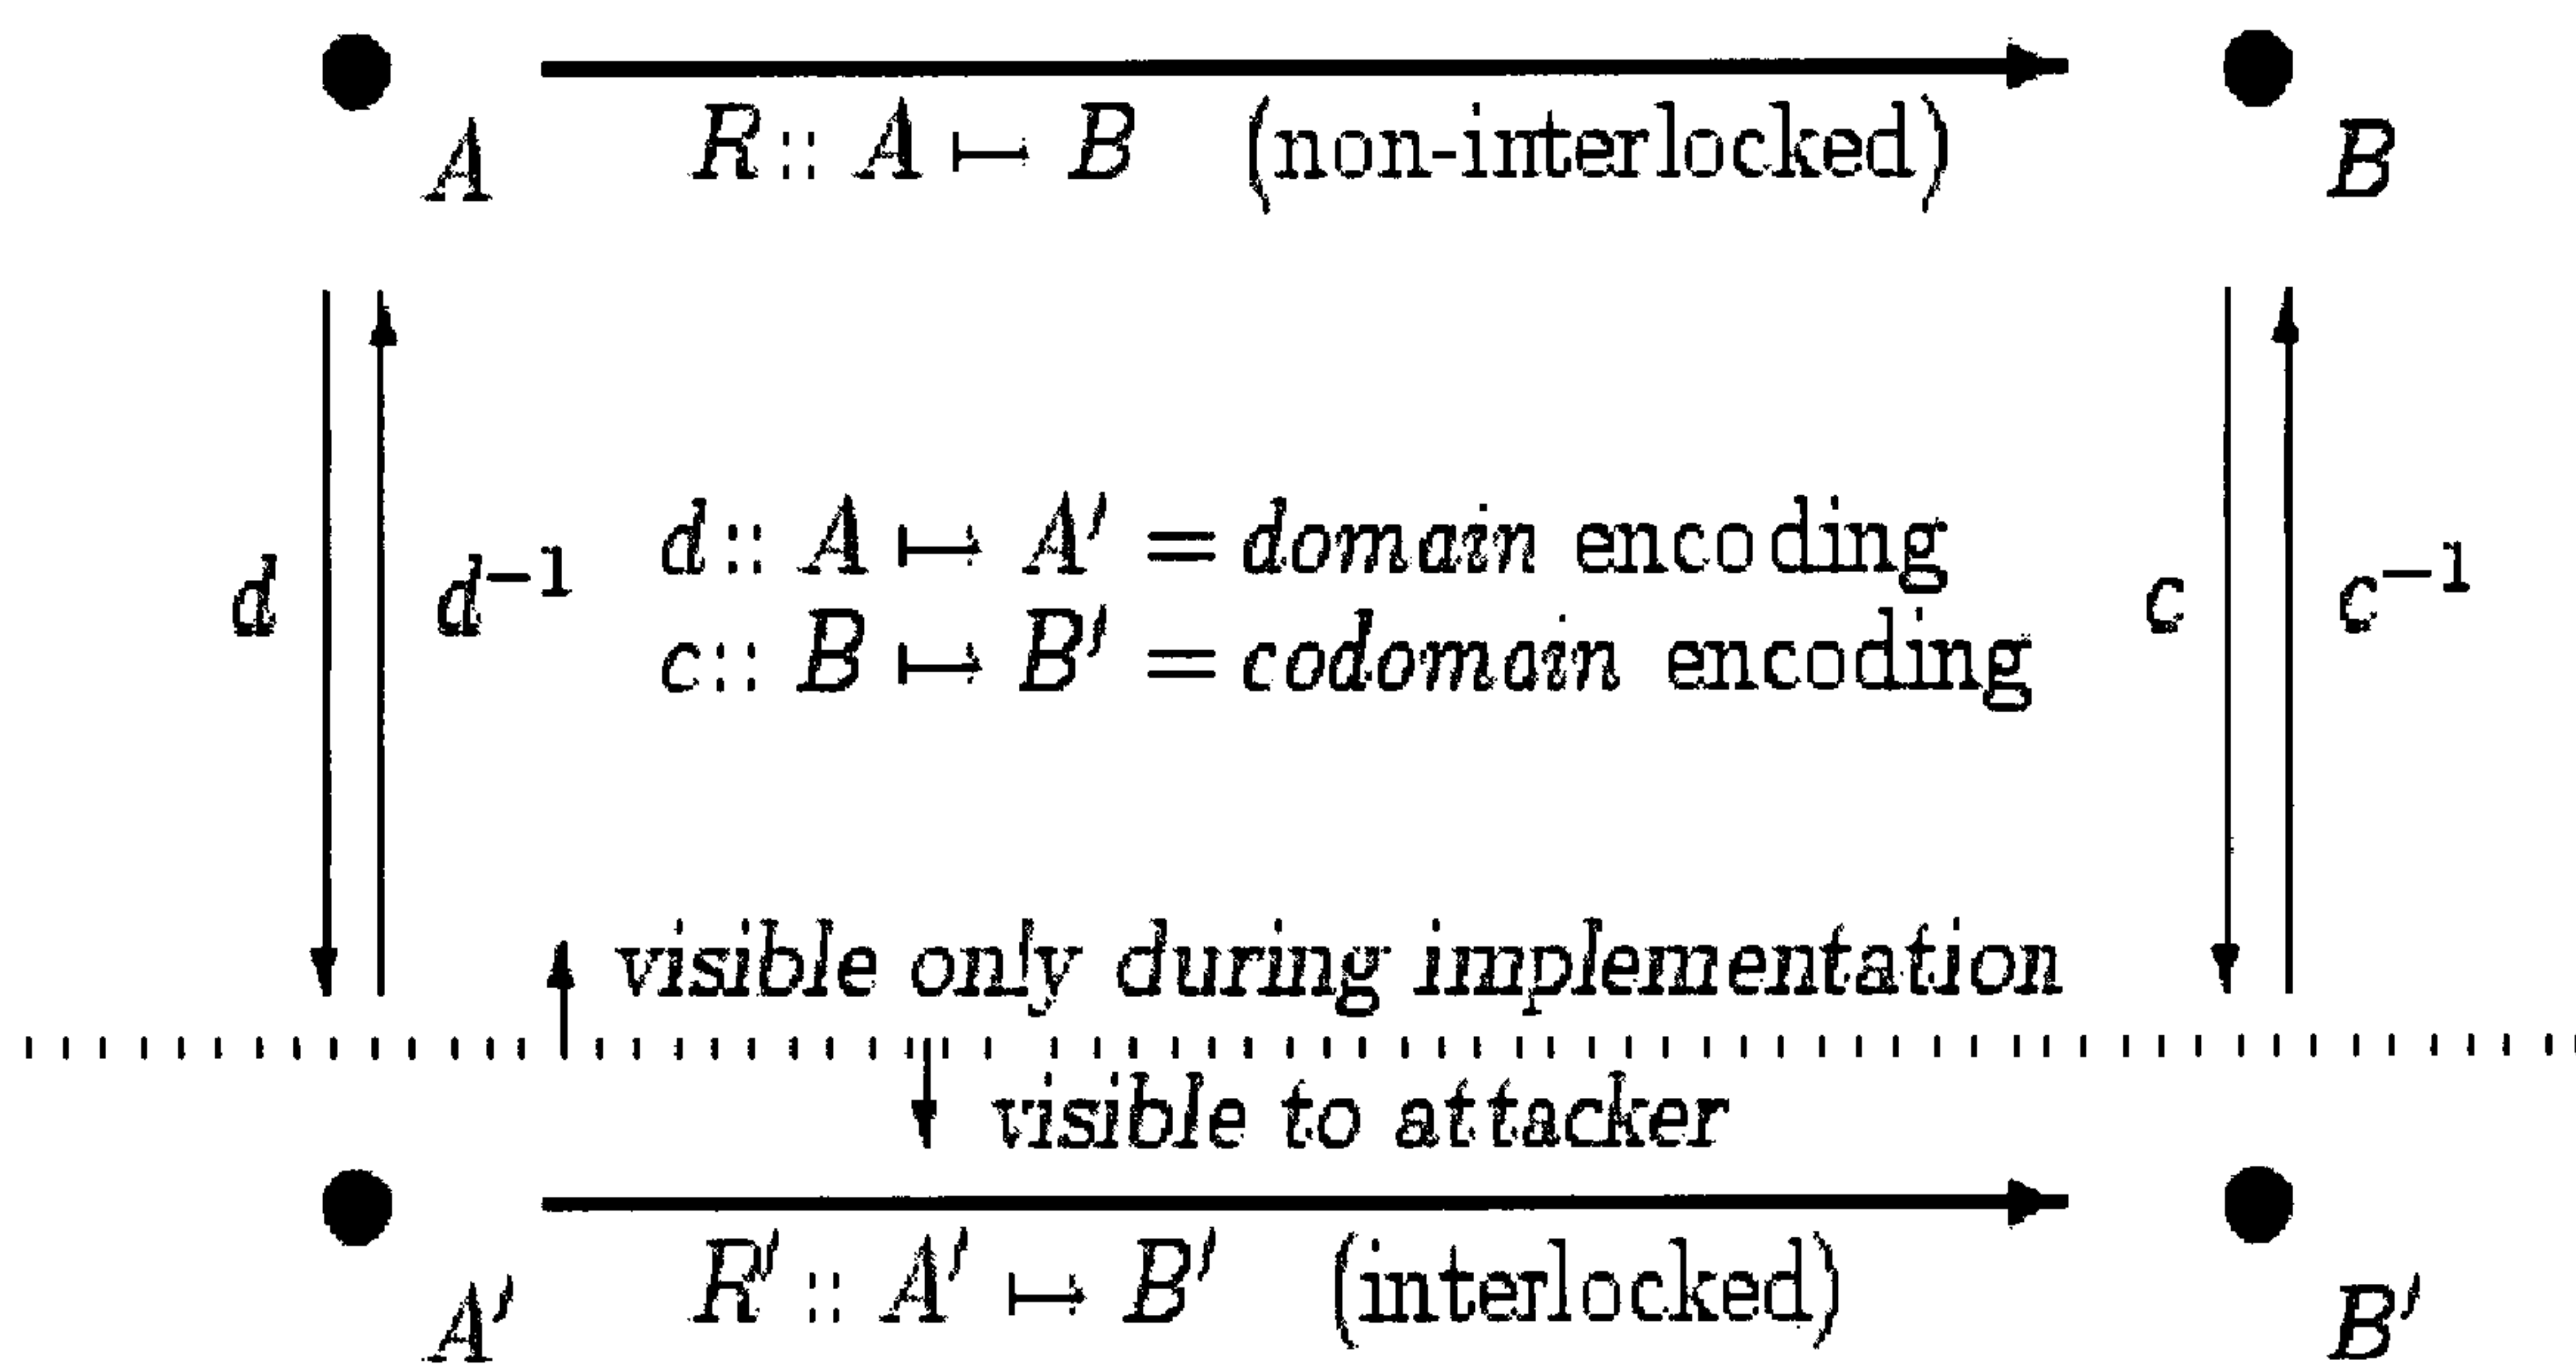 A R :: A ↦ B (non-interlocked) B
d :: A ↦ A′ = domain encoding
d d⁻¹ c c⁻¹
c :: B ↦ B′ = codomain encoding
visible only during implementation
visible to attacker
A′ R′ :: A′ ↦ B′ (interlocked) B′